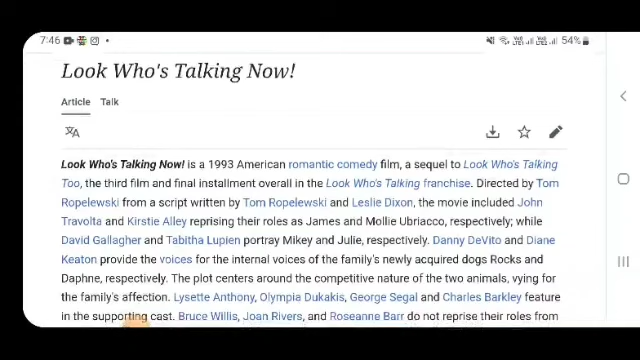 7:46 54%
Look Who's Talking Now!
Article Talk
Look Who's Talking Now! is a 1993 American romantic comedy film, a sequel to Look Who's Talking
Too, the third film and final installment overall in the Look Who's Talking franchise. Directed by Tom
Ropelewski from a script written by Tom Ropelewski and Leslie Dixon, the movie included John
Travolta and Kirstie Alley reprising their roles as James and Mollie Ubriacco, respectively; while
David Gallagher and Tabitha Lupien portray Mikey and Julie, respectively. Danny DeVito and Diane
Keaton provide the voices for the internal voices of the family's newly acquired dogs Rocks and
Daphne, respectively. The plot centers around the competitive nature of the two animals, vying for
the family's affection. Lysette Anthony, Olympia Dukakis, George Segal and Charles Barkley feature
in the supporting cast. Bruce Willis, Joan Rivers, and Roseanne Barr do not reprise their roles from